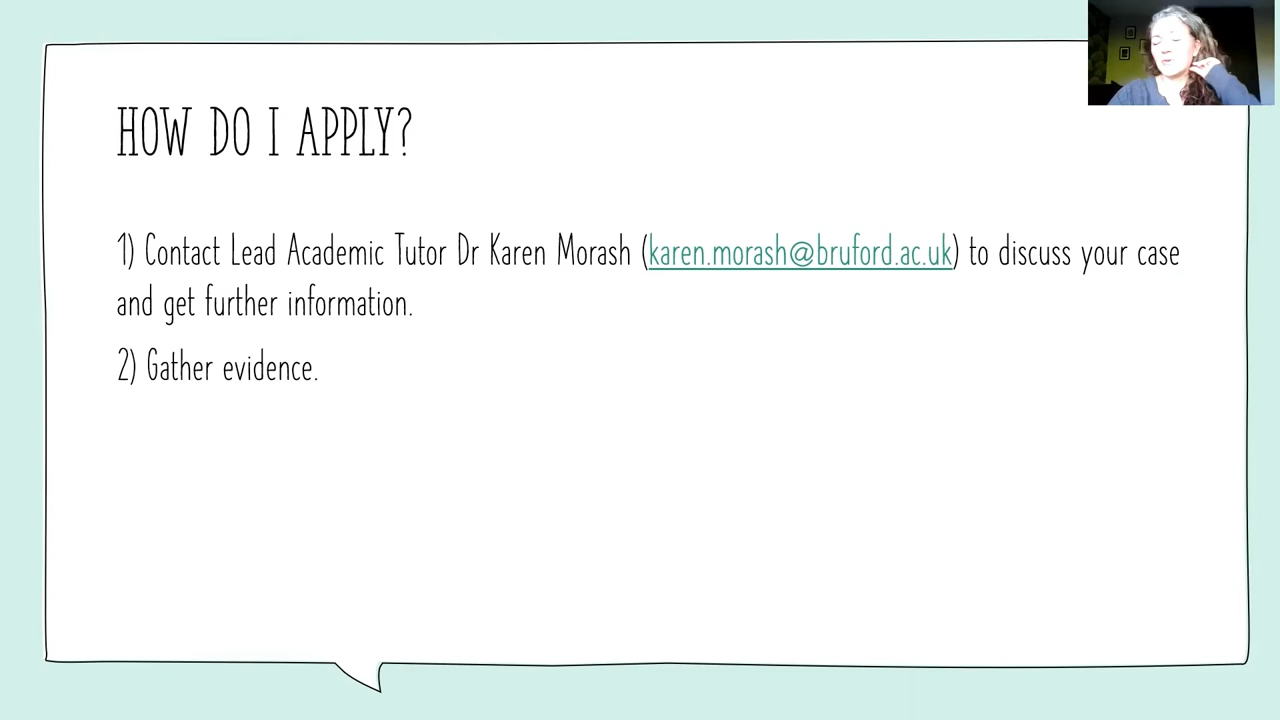 HOW DO I APPLY?
1) Contact Lead Academic Tutor Dr Karen Morash (karen.morash@bruford.ac.uk) to discuss your case
and get further information.
2) Gather evidence.